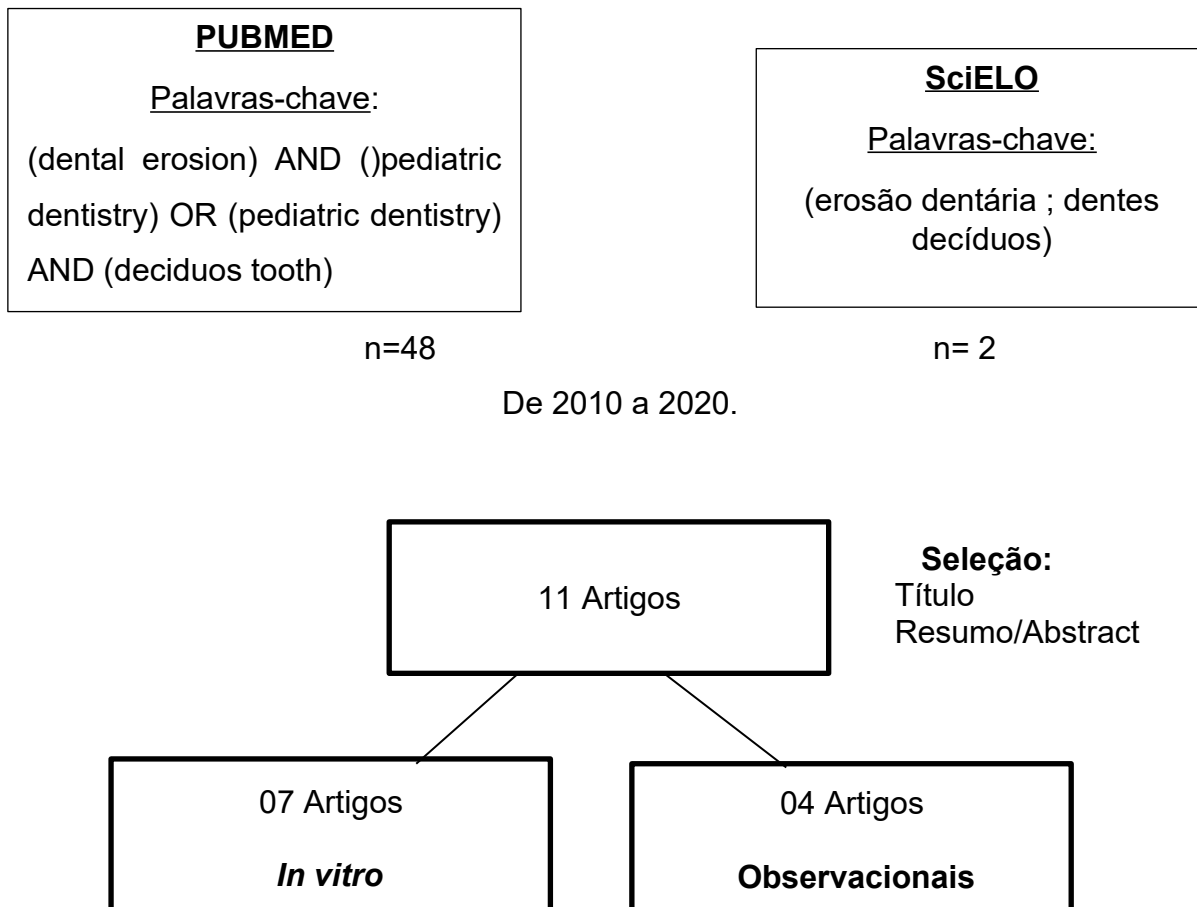 PUBMED
Palavras-chave:
(dental erosion) AND ()pediatric
dentistry) OR (pediatric dentistry)
AND (deciduos tooth)
n=48
SciELO
Palavras-chave:
(erosão dentária ; dentes
decíduos)
n= 2
De 2010 a 2020.
11 Artigos
Seleção:
Título
Resumo/Abstract
07 Artigos
In vitro
04 Artigos
Observacionais